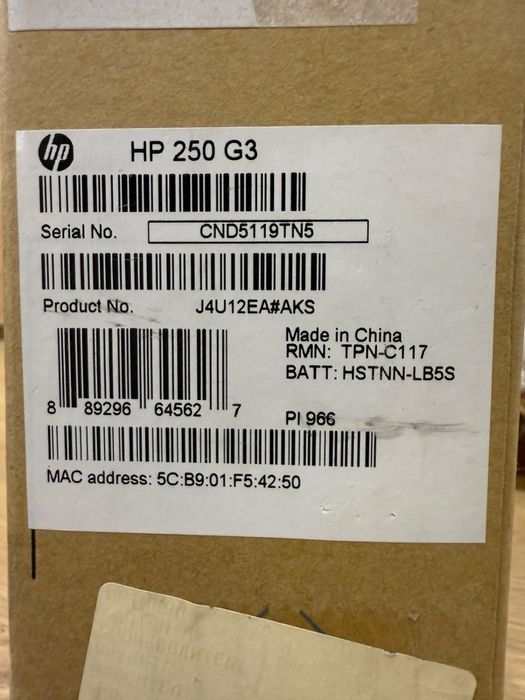 hp
HP 250 G3
Serial No. CND5119TN5
Product No. J4U12EA#AKS
Made in China
RMN: TPN-C117
BATT: HSTNN-LB5S
8 89296 64562 7
PI 966
MAC address: 5C:B9:01:F5:42:50